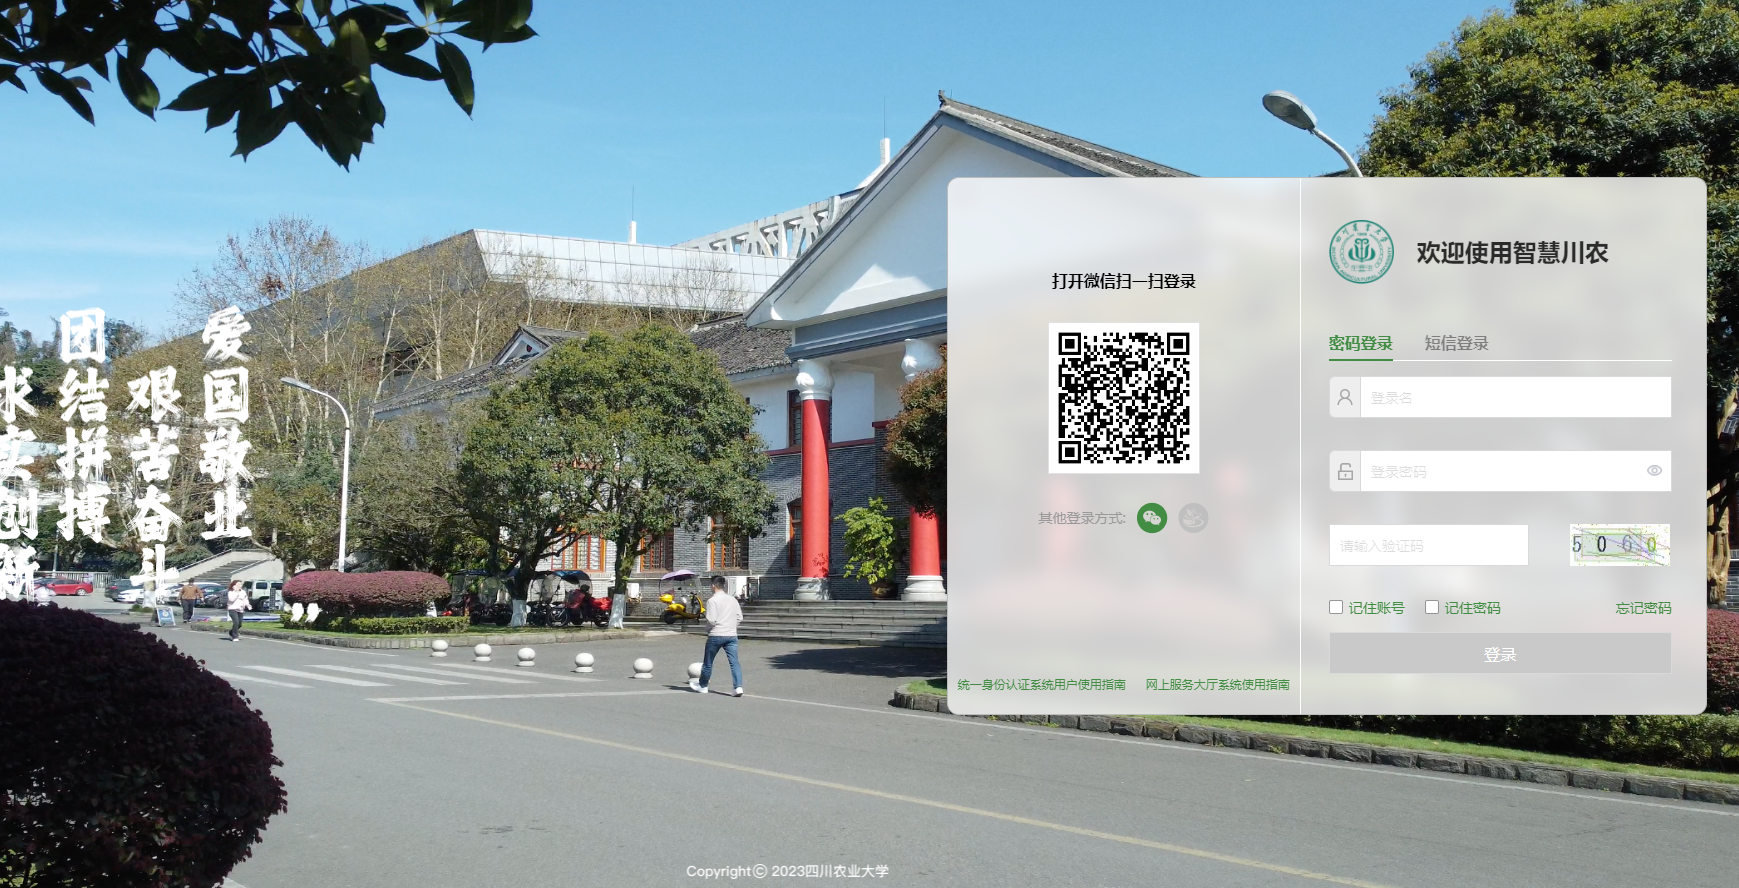 爱国敬业
艰苦奋斗
团结拼搏
求实创新
打开微信扫一扫登录
其他登录方式:
统一身份认证系统用户使用指南
网上服务大厅系统使用指南
欢迎使用智慧川农
密码登录 短信登录
登录名
登录密码
请输入验证码
记住账号 记住密码 忘记密码
登录
Copyright© 2023四川农业大学